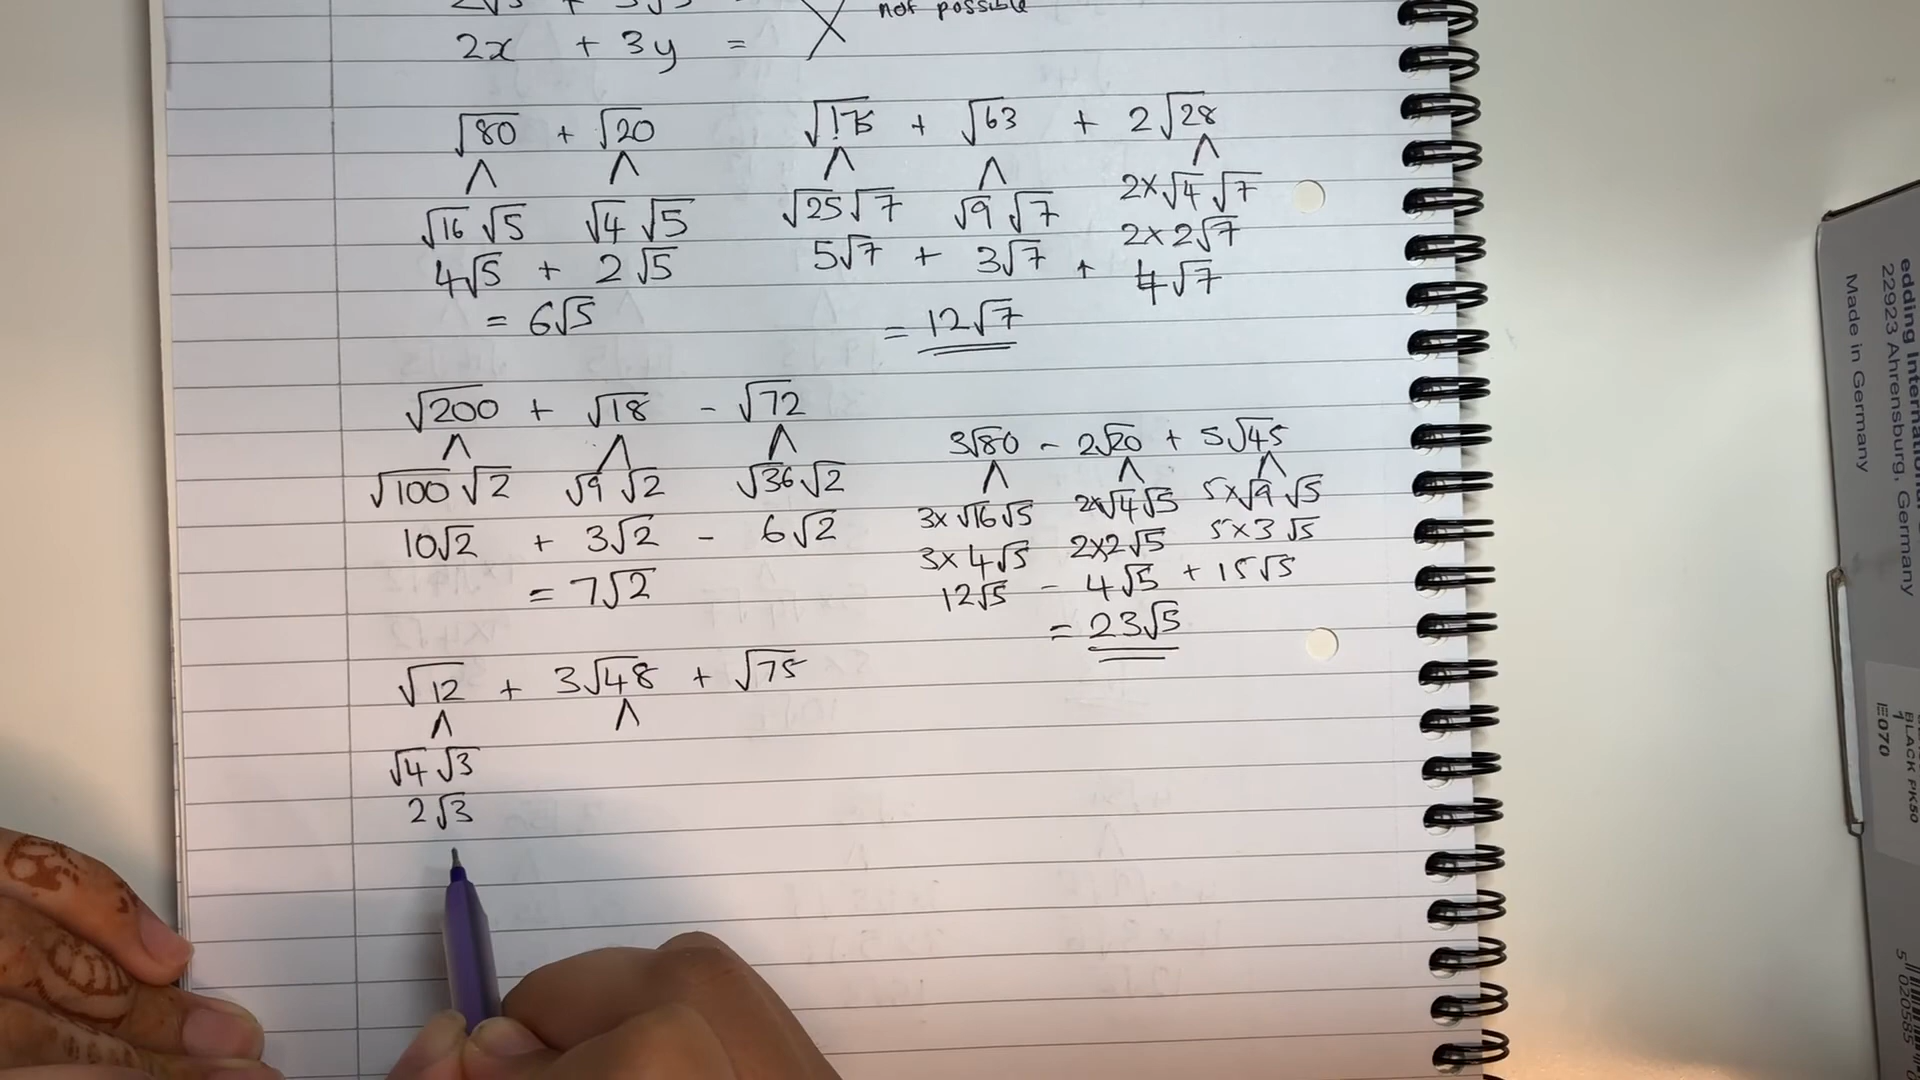 not possible
2x + 3y =
√80 + √20
√16 √5 √4 √5
4√5 + 2√5
= 6√5
√175 + √63 + 2√28
√25√7 √9 √7 2×√4 √7
2×2√7
5√7 + 3√7 + 4√7
= 12√7
√200 + √18 - √72
√100 √2 √9 √2 √36√2
10√2 + 3√2 - 6√2
= 7√2
3√80 - 2√20 + 5√45
3×√16√5 2×√4√5 5×√9 √5
3×4√5 2×2√5 5×3√5
12√5 - 4√5 + 15√5
= 23√5
√12 + 3√48 + √75
√4 √3
2√3
edding International
22923 Ahrensburg, Germany
Made in Germany
BLACK PK50
1
E070
5 020585